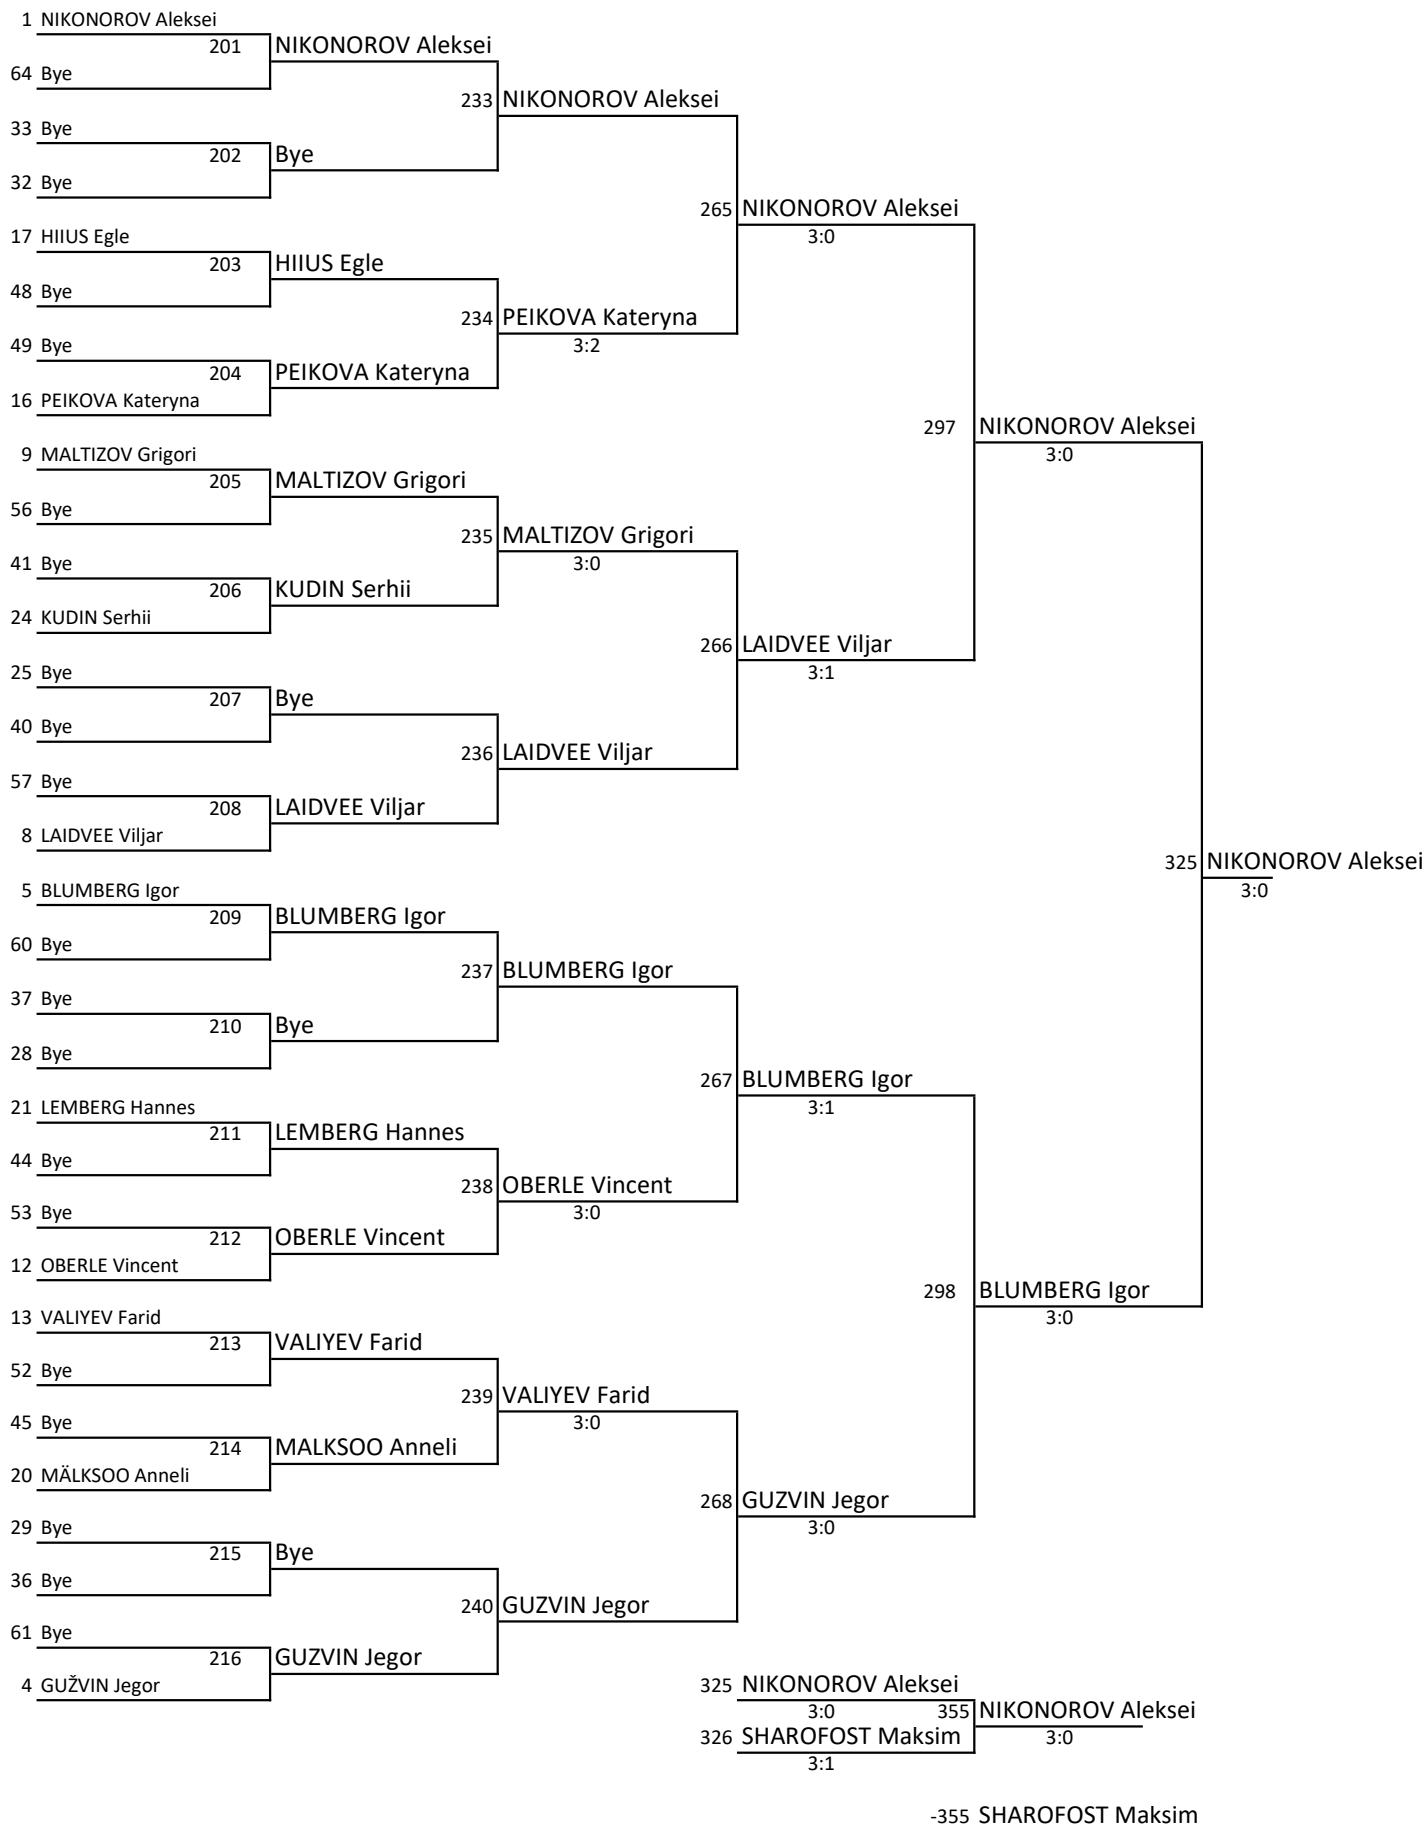 1 NIKONOROV Aleksei
201 NIKONOROV Aleksei
64 Bye
233 NIKONOROV Aleksei
33 Bye
202 Bye
32 Bye
265 NIKONOROV Aleksei
3:0
17 HIIUS Egle
203 HIIUS Egle
48 Bye
234 PEIKOVA Kateryna
3:2
49 Bye
204 PEIKOVA Kateryna
16 PEIKOVA Kateryna
297 NIKONOROV Aleksei
3:0
9 MALTIZOV Grigori
205 MALTIZOV Grigori
56 Bye
235 MALTIZOV Grigori
3:0
41 Bye
206 KUDIN Serhii
24 KUDIN Serhii
266 LAIDVEE Viljar
3:1
25 Bye
207 Bye
40 Bye
236 LAIDVEE Viljar
57 Bye
208 LAIDVEE Viljar
8 LAIDVEE Viljar
325 NIKONOROV Aleksei
3:0
5 BLUMBERG Igor
209 BLUMBERG Igor
60 Bye
237 BLUMBERG Igor
37 Bye
210 Bye
28 Bye
267 BLUMBERG Igor
3:1
21 LEMBERG Hannes
211 LEMBERG Hannes
44 Bye
238 OBERLE Vincent
3:0
53 Bye
212 OBERLE Vincent
12 OBERLE Vincent
298 BLUMBERG Igor
3:0
13 VALIYEV Farid
213 VALIYEV Farid
52 Bye
239 VALIYEV Farid
3:0
45 Bye
214 MALKSOO Anneli
20 MÄLKSOO Anneli
268 GUZVIN Jegor
3:0
29 Bye
215 Bye
36 Bye
240 GUZVIN Jegor
61 Bye
216 GUZVIN Jegor
4 GUŽVIN Jegor
325 NIKONOROV Aleksei
3:0
355 NIKONOROV Aleksei
3:0
326 SHAROFOST Maksim
3:1
-355 SHAROFOST Maksim